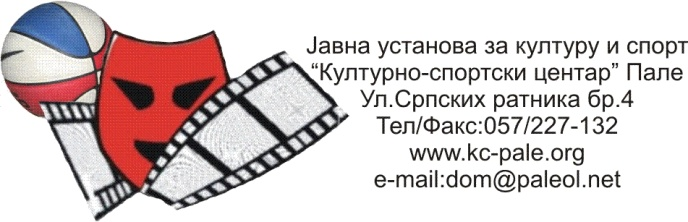 Јавна установа за културу и спорт
“Културно-спортски центар” Пале
Ул.Српских ратника бр.4
Тел/Факс:057/227-132
www.kc-pale.org
e-mail:dom@paleol.net